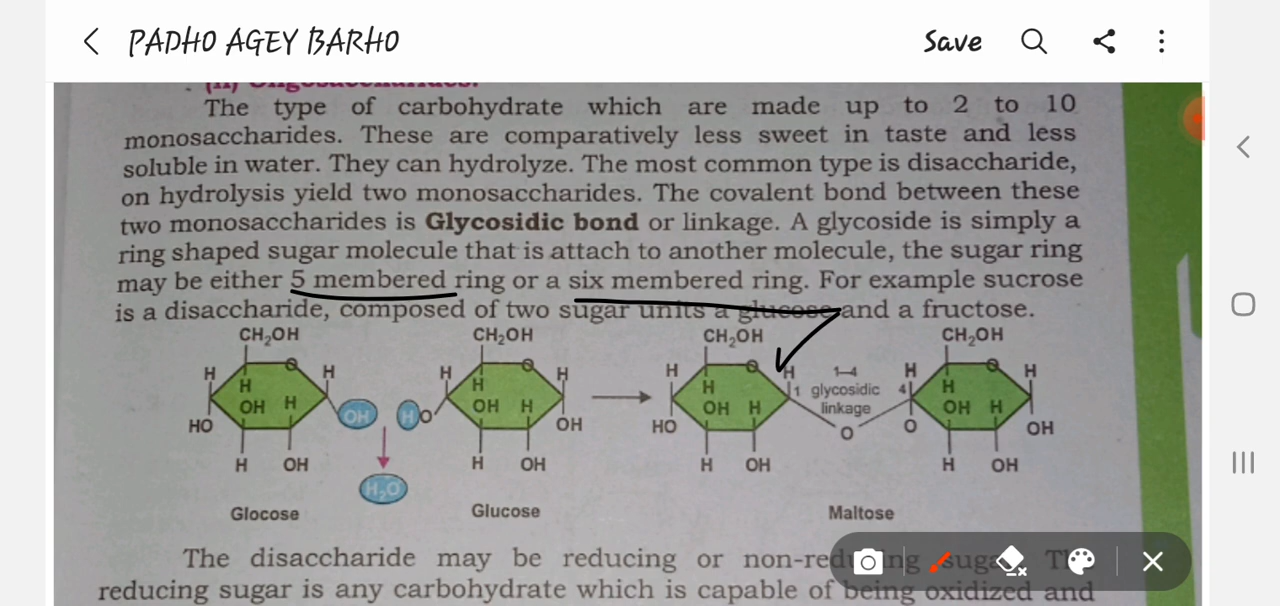 PADHO AGEY BARHO
Save
(ii) Oligosaccharides:
The type of carbohydrate which are made up to 2 to 10
monosaccharides. These are comparatively less sweet in taste and less
soluble in water. They can hydrolyze. The most common type is disaccharide,
on hydrolysis yield two monosaccharides. The covalent bond between these
two monosaccharides is Glycosidic bond or linkage. A glycoside is simply a
ring shaped sugar molecule that is attach to another molecule, the sugar ring
may be either 5 membered ring or a six membered ring. For example sucrose
is a disaccharide, composed of two sugar units a glucose and a fructose.
CH₂OH CH₂OH CH₂OH CH₂OH
H O H H O H H O H 1-4 H O H
H H H 1 glycosidic 4 H
OH H OH H O H OH H OH H linkage OH H
HO OH HO O O OH
H OH H OH H OH H OH
H₂O
Glocose Glucose Maltose
The disaccharide may be reducing or non-reducing sugar. Th
reducing sugar is any carbohydrate which is capable of being oxidized and